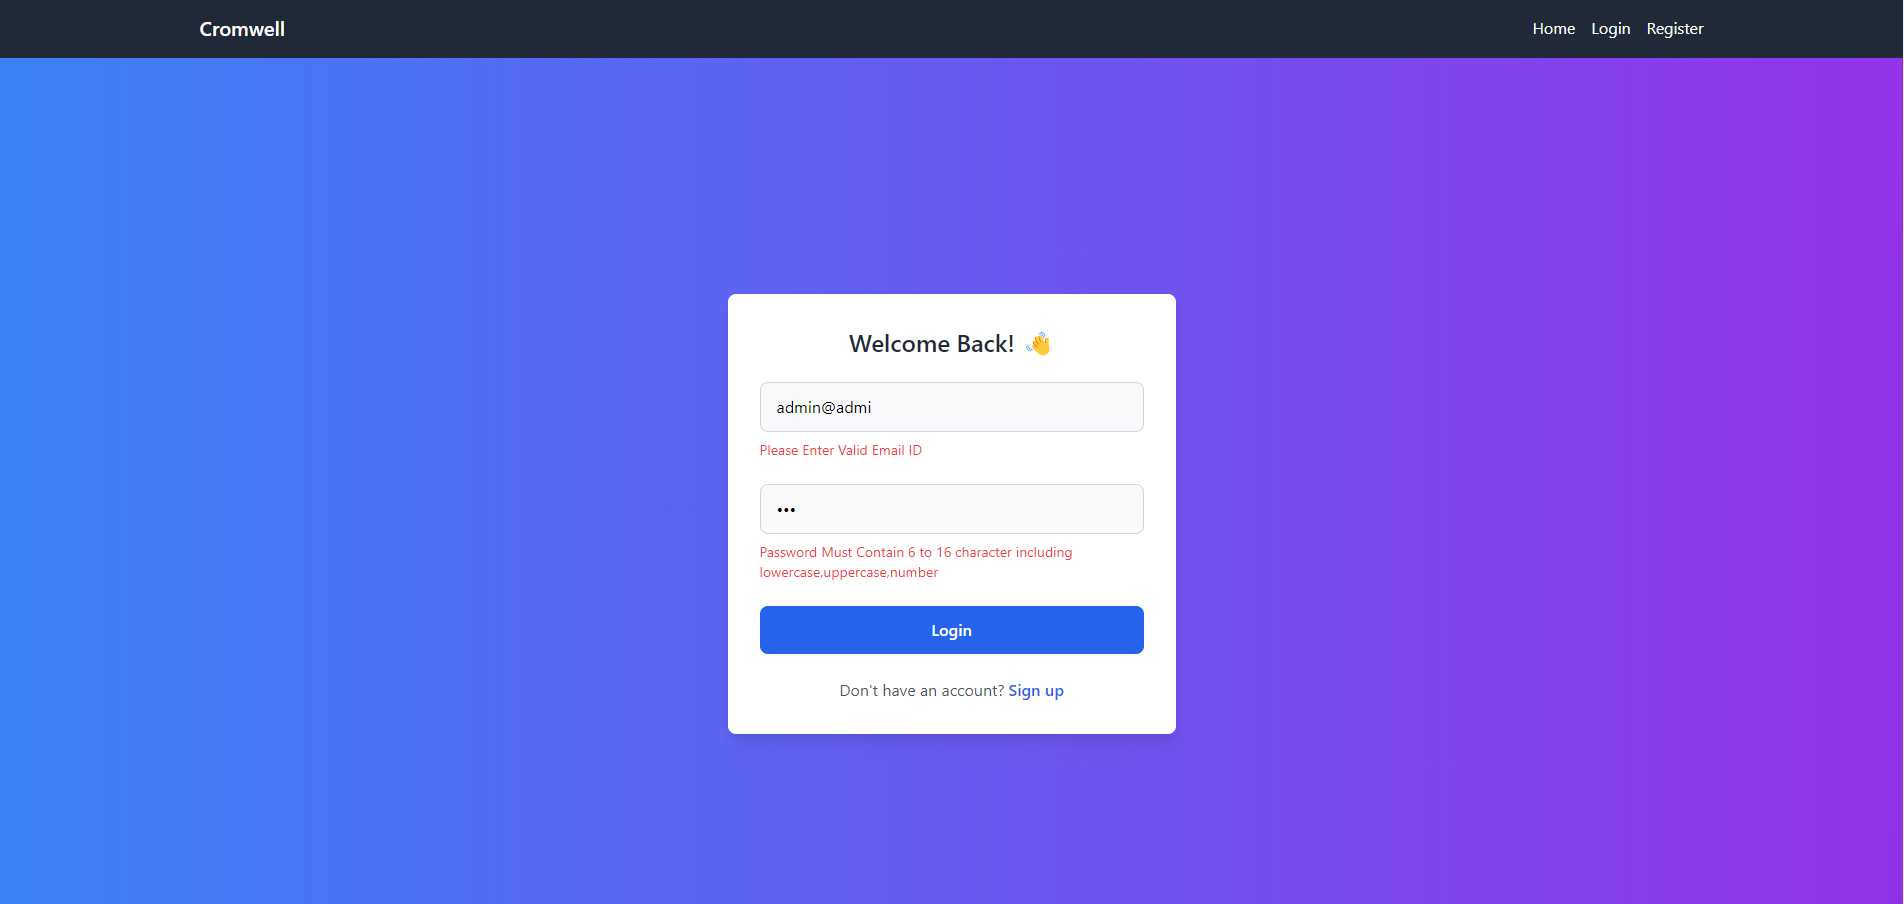 Cromwell
Home Login Register
Welcome Back! 👋
admin@admi
Please Enter Valid Email ID
•••
Password Must Contain 6 to 16 character including
lowercase,uppercase,number
Login
Don't have an account? Sign up